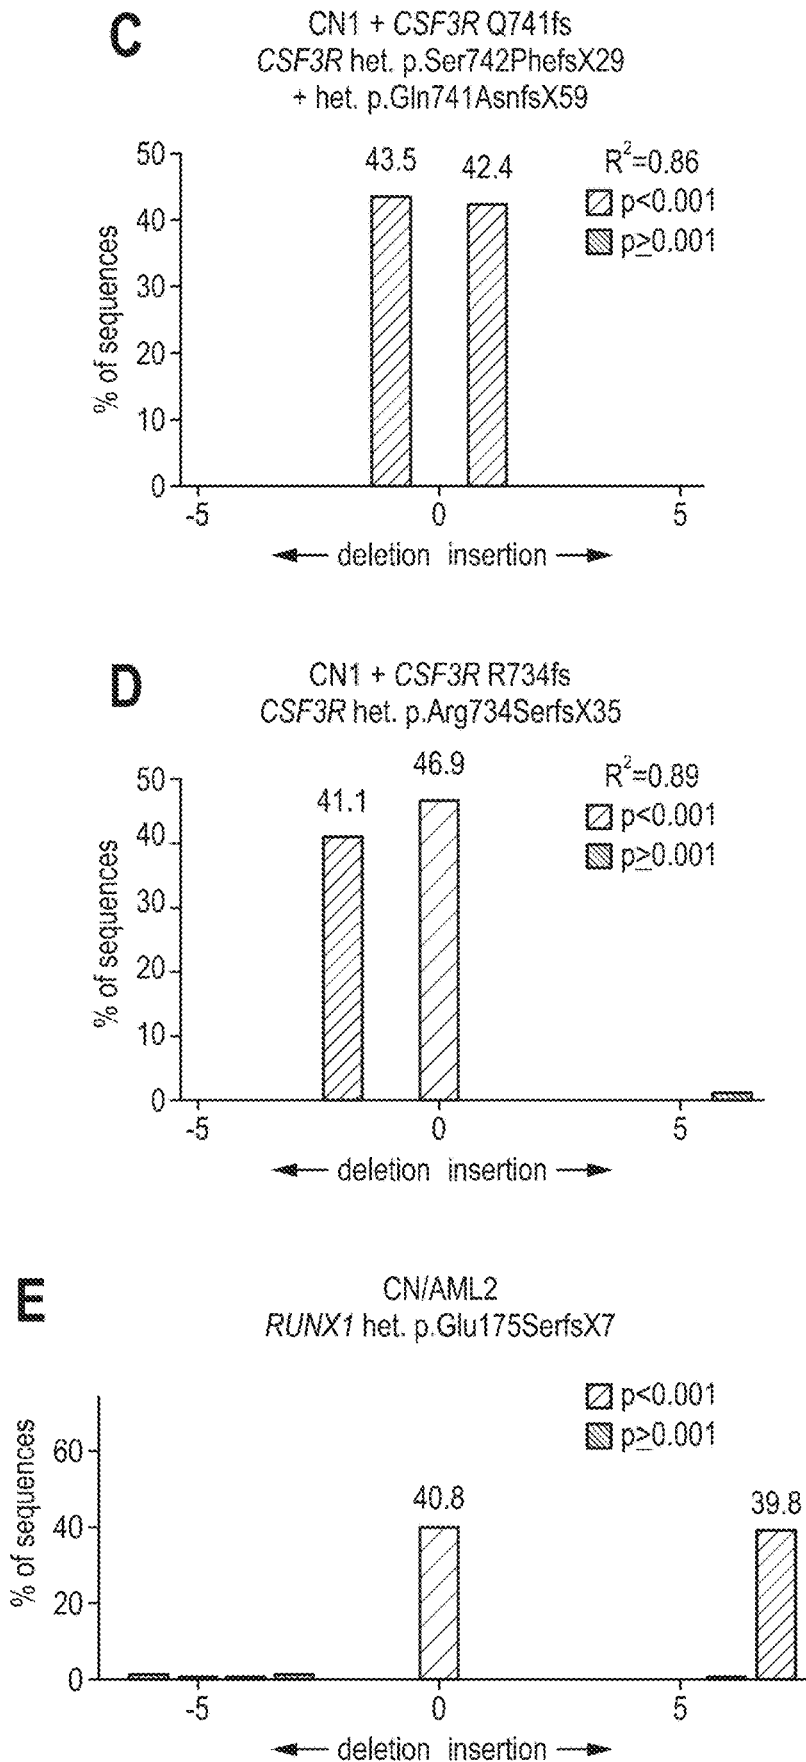 C
CN1 + CSF3R Q741fs
CSF3R het. p.Ser742PhefsX29
+ het. p.Gln741AsnfsX59
% of sequences
50
40
30
20
10
0
43.5
42.4
R²=0.86
p<0.001
p≥0.001
-5
0
5
deletion insertion
D
CN1 + CSF3R R734fs
CSF3R het. p.Arg734SerfsX35
% of sequences
50
40
30
20
10
0
41.1
46.9
R²=0.89
p<0.001
p≥0.001
-5
0
5
deletion insertion
E
CN/AML2
RUNX1 het. p.Glu175SerfsX7
% of sequences
60
40
20
0
40.8
39.8
p<0.001
p≥0.001
-5
0
5
deletion insertion